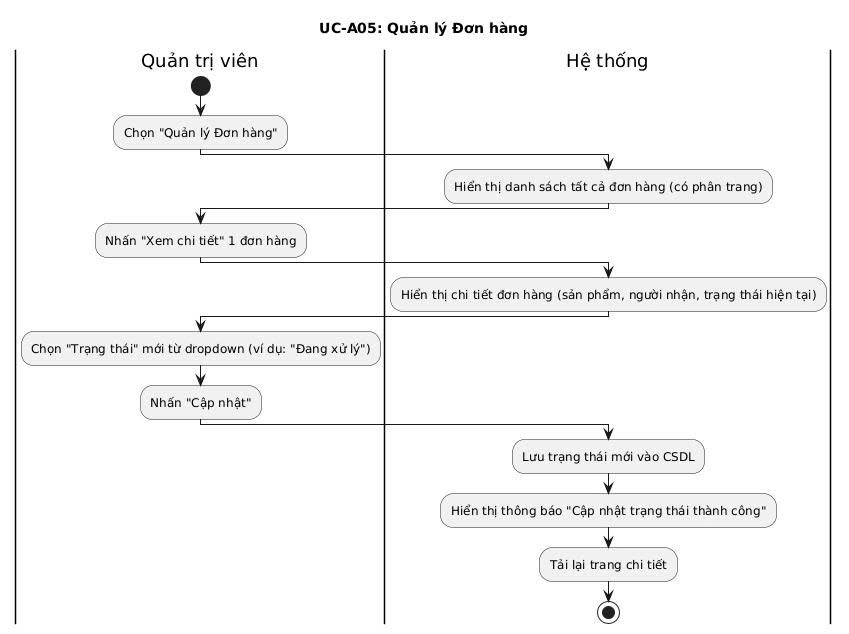 UC-A05: Quản lý Đơn hàng
Quản trị viên
Hệ thống
Chọn "Quản lý Đơn hàng"
Hiển thị danh sách tất cả đơn hàng (có phân trang)
Nhấn "Xem chi tiết" 1 đơn hàng
Hiển thị chi tiết đơn hàng (sản phẩm, người nhận, trạng thái hiện tại)
Chọn "Trạng thái" mới từ dropdown (ví dụ: "Đang xử lý")
Nhấn "Cập nhật"
Lưu trạng thái mới vào CSDL
Hiển thị thông báo "Cập nhật trạng thái thành công"
Tải lại trang chi tiết